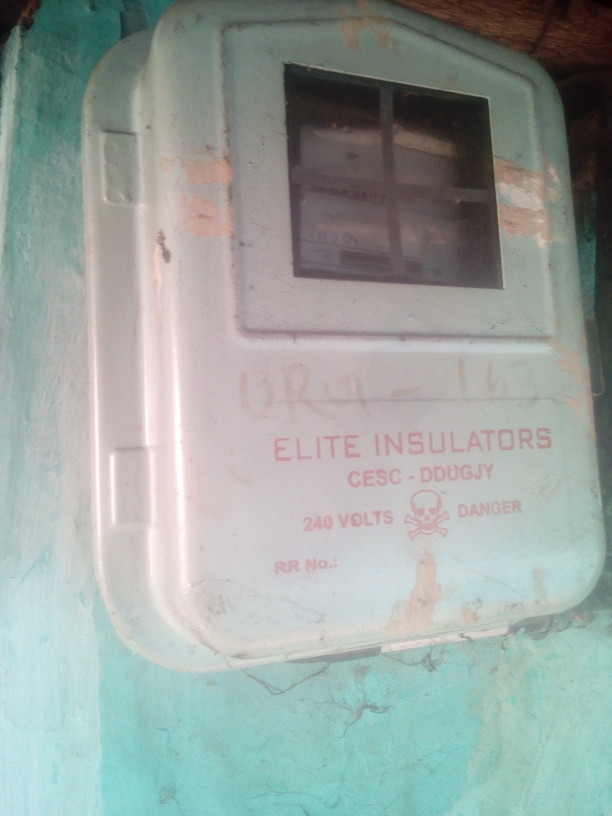 ELITE INSULATORS
CESC - DDUGJY
240 VOLTS DANGER
RR No.: